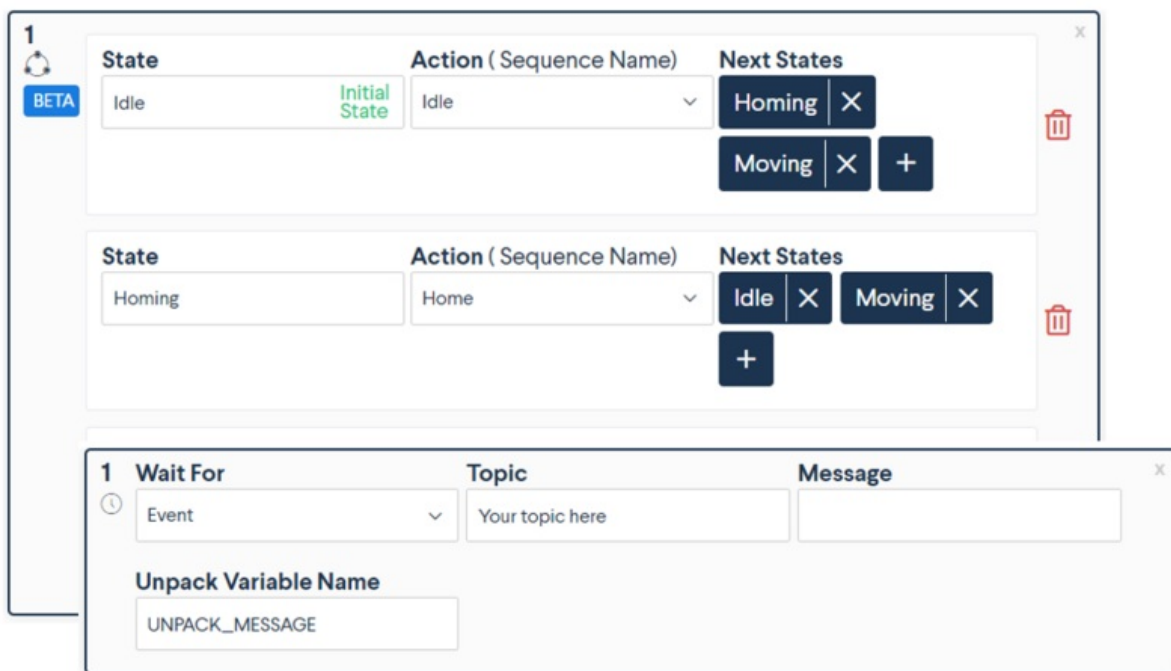 1
BETA
State Action ( Sequence Name) Next States
Idle Initial State Idle Homing X
Moving X +
State Action ( Sequence Name) Next States
Homing Home Idle X Moving X
+
1 Wait For Topic Message x
Event Your topic here
Unpack Variable Name
UNPACK_MESSAGE